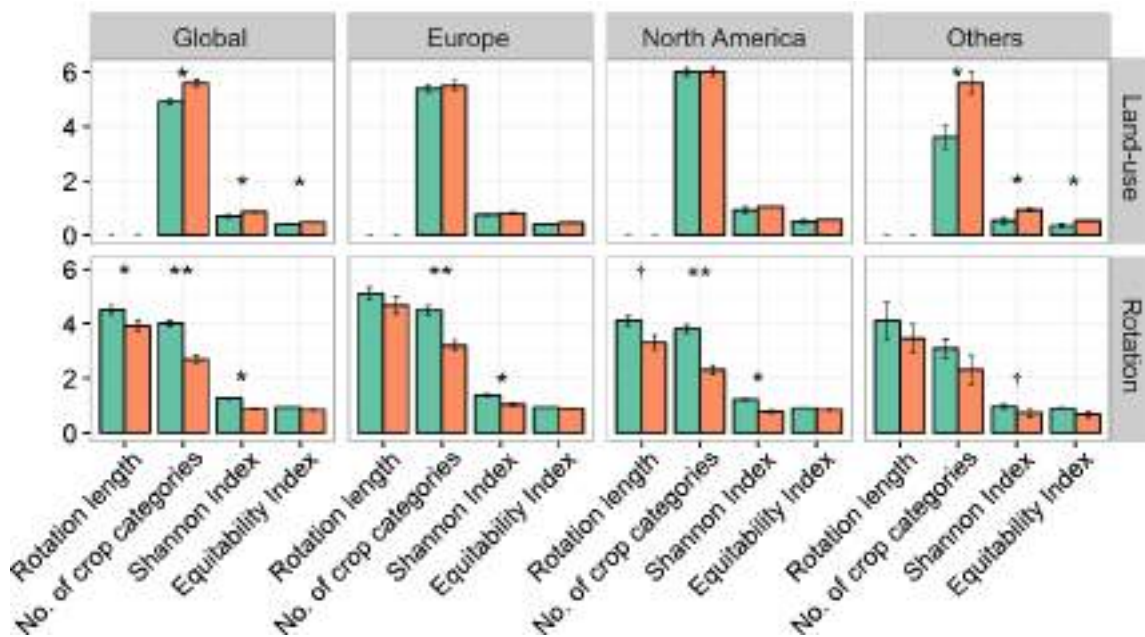 Global Europe North America Others
6 * *
4
2 * * * *
0
Land-use
6 * ** ** † **
4
2 * * * †
0
Rotation
Rotation length Rotation length Rotation length Rotation length
No. of crop categories No. of crop categories No. of crop categories No. of crop categories
Shannon Index Shannon Index Shannon Index Shannon Index
Equitability Index Equitability Index Equitability Index Equitability Index